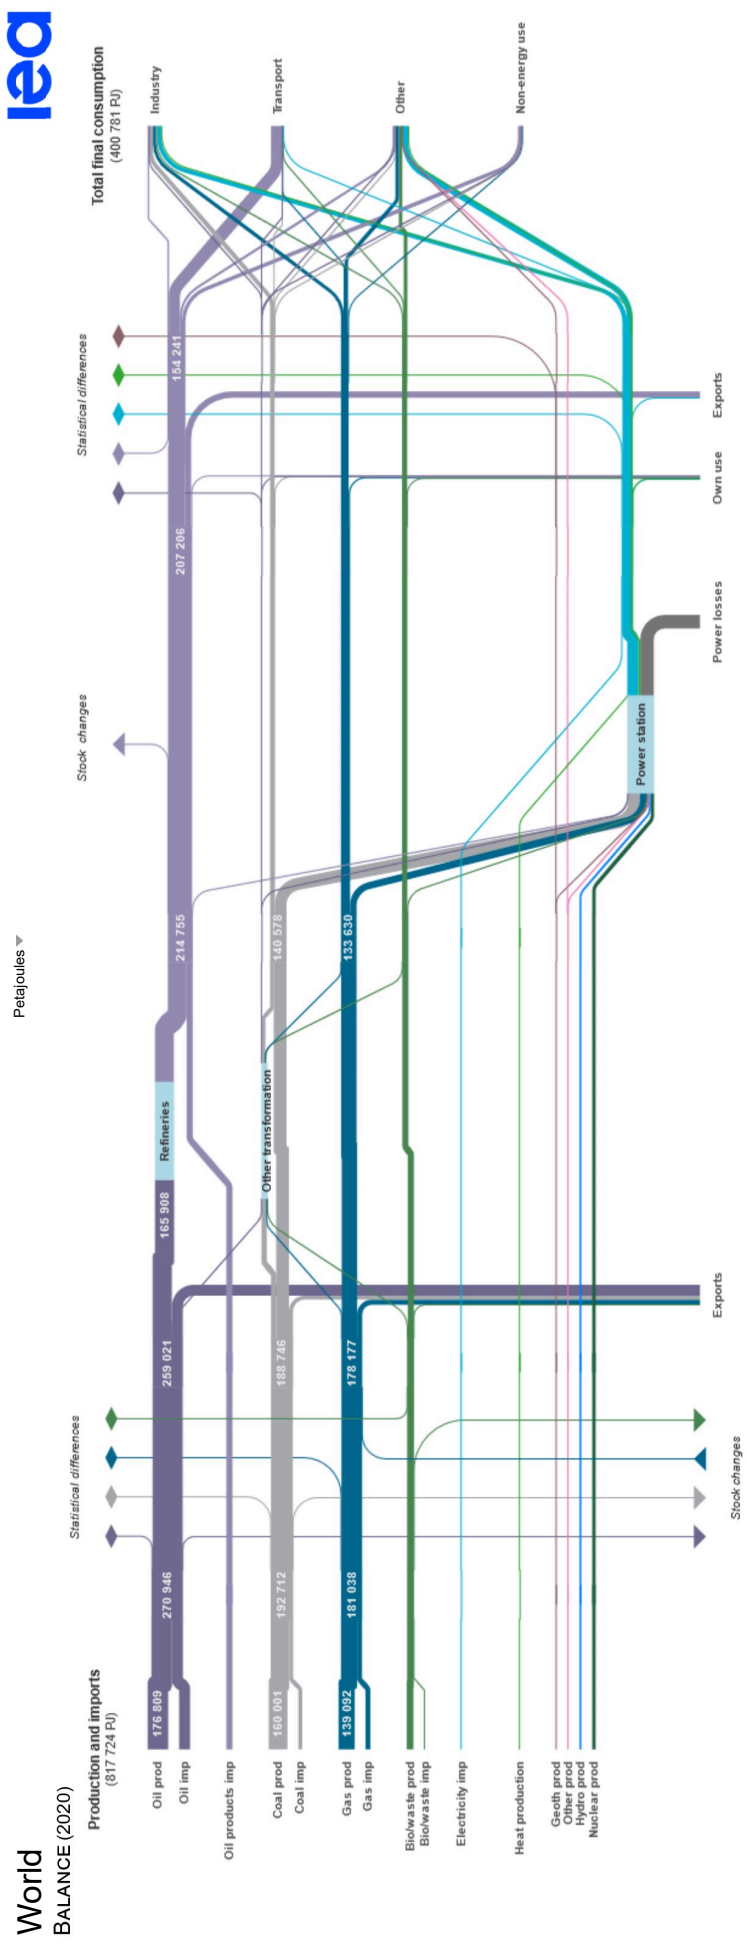 World
BALANCE (2020)
Petajoules
iea
Production and imports
(817 724 PJ)
Statistical differences
Stock changes
Statistical differences
Total final consumption
(400 781 PJ)
Oil prod
Oil imp
Oil products imp
Coal prod
Coal imp
Gas prod
Gas imp
Bio/waste prod
Bio/waste imp
Electricity imp
Heat production
Geoth prod
Other prod
Hydro prod
Nuclear prod
176 809
270 946
259 021
165 908
Refineries
214 755
207 206
154 241
160 001
192 712
188 746
Other transformation
140 578
139 092
181 038
178 177
133 630
Power station
Industry
Transport
Other
Non-energy use
Stock changes
Exports
Power losses
Own use
Exports